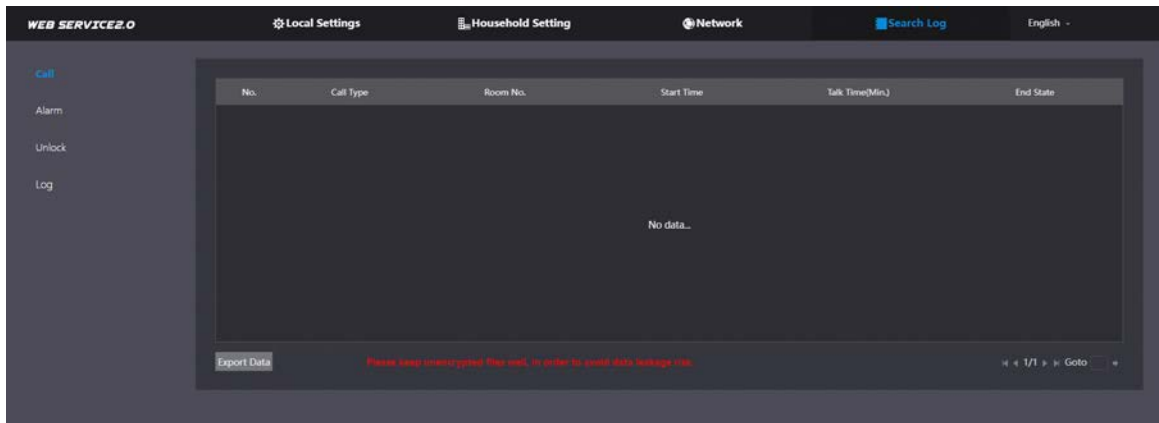 WEB SERVICE2.0 Local Settings Household Setting Network Search Log English
Call
Alarm
Unlock
Log
No. Call Type Room No. Start Time Talk Time(Min.) End State
No data...
Export Data Please keep unencrypted files well, in order to avoid data leakage risk. 1/1 Goto